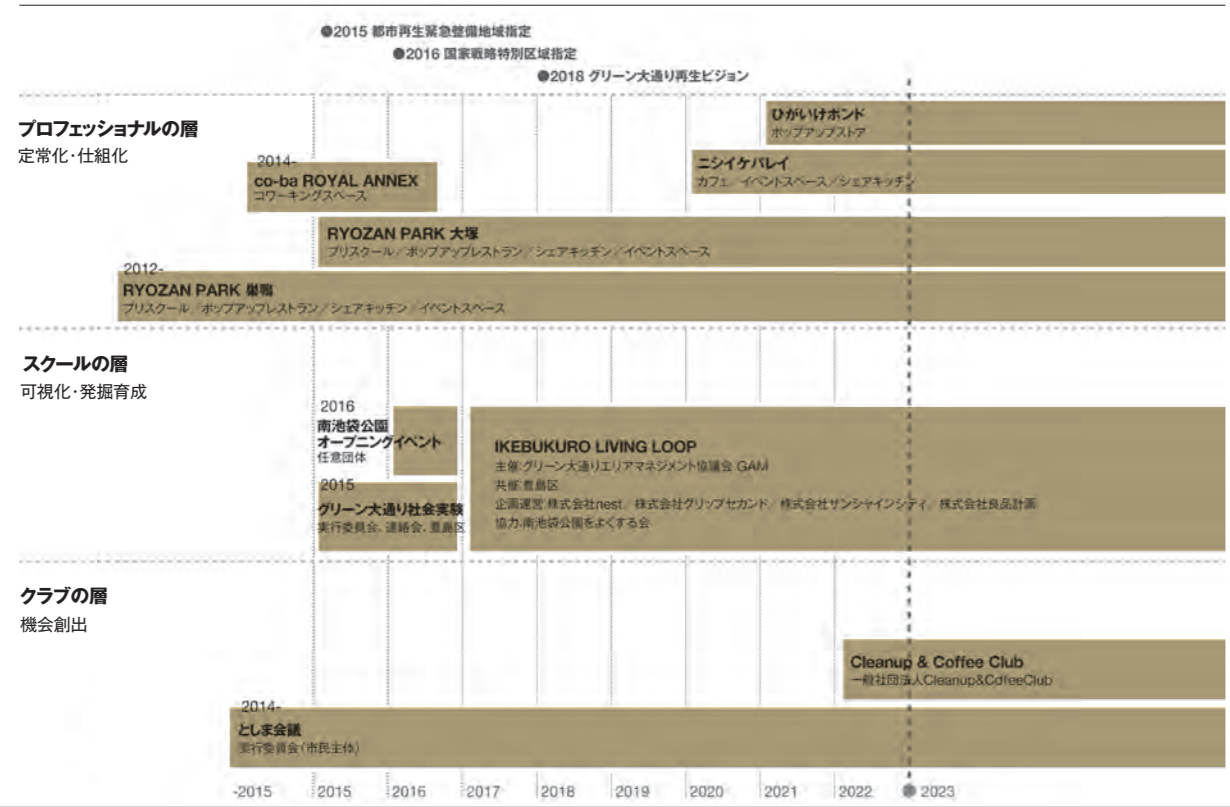 ●2015 都市再生緊急整備地域指定
●2016 国家戦略特別区域指定
●2018 グリーン大通り再生ビジョン
プロフェッショナルの層
定常化・仕組化
ひがいけポンド
ポップアップストア
ニシイケバレイ
カフェ／イベントスペース／シェアキッチン
2014-
co-ba ROYAL ANNEX
コワーキングスペース
RYOZAN PARK 大塚
プリスクール／ポップアップレストラン／シェアキッチン／イベントスペース
2012-
RYOZAN PARK 巣鴨
プリスクール／ポップアップレストラン／シェアキッチン／イベントスペース
スクールの層
可視化・発掘育成
2016
南池袋公園
オープニングイベント
任意団体
2015
グリーン大通り社会実験
実行委員会、連絡会、豊島区
IKEBUKURO LIVING LOOP
主催:グリーン大通りエリアマネジメント協議会 GAM
共催:豊島区
企画運営:株式会社nest／株式会社グリップセカンド／株式会社サンシャインシティ／株式会社良品計画
協力:南池袋公園をよくする会
クラブの層
機会創出
Cleanup & Coffee Club
一般社団法人Cleanup&CoffeeClub
2014-
としま会議
実行委員会(市民主体)
-2015 2015 2016 2017 2018 2019 2020 2021 2022 2023